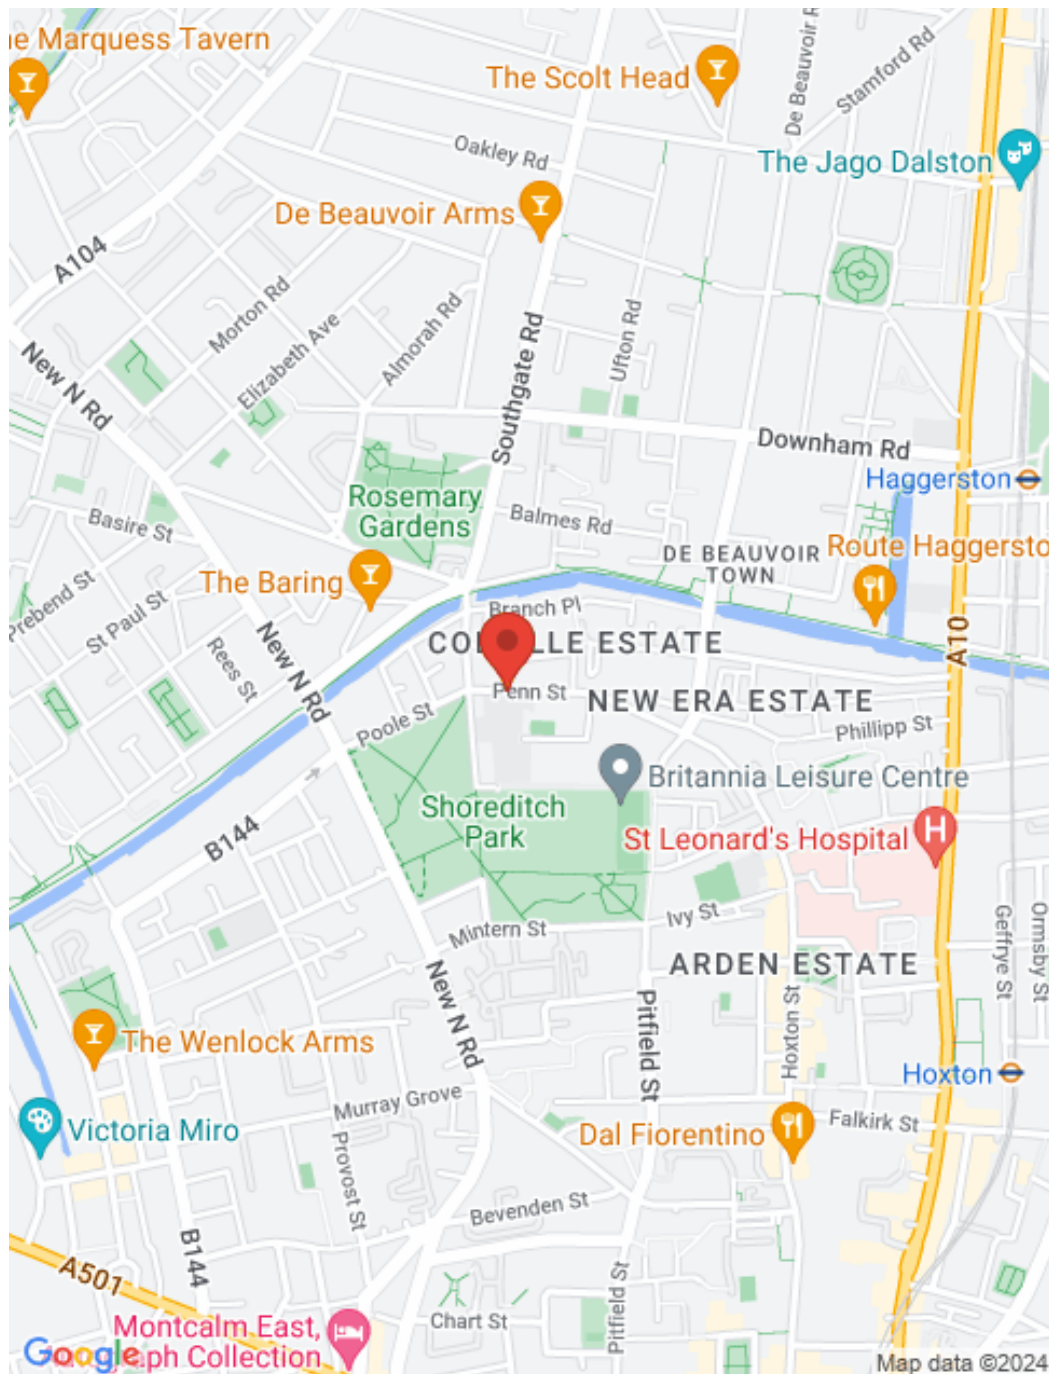 e Marquess Tavern
The Scolt Head
De Beauvoir R
Stamford Rd
Oakley Rd
The Jago Dalston
De Beauvoir Arms
A104
Morton Rd
Elizabeth Ave
Almorah Rd
Southgate Rd
Ufton Rd
New N Rd
Downham Rd
Haggerston
Rosemary
Gardens
Basire St
Balmes Rd
DE BEAUVOIR
TOWN
Route Haggersto
The Baring
Prebend St
St Paul St
Branch Pl
Rees St
New N Rd
CO LLE ESTATE
A10
Penn St
NEW ERA ESTATE
Poole St
Phillipp St
Britannia Leisure Centre
Shoreditch
Park
B144
St Leonard's Hospital
Ivy St
Mintern St
Geffrye St
Ormsby St
ARDEN ESTATE
New N Rd
Pitfield St
Hoxton St
The Wenlock Arms
Hoxton
Murray Grove
Victoria Miro
Dal Fiorentino
Falkirk St
Provost St
Bevenden St
B144
A501
Pitfield St
Chart St
Montcalm East,
ph Collection
Google
Map data ©2024